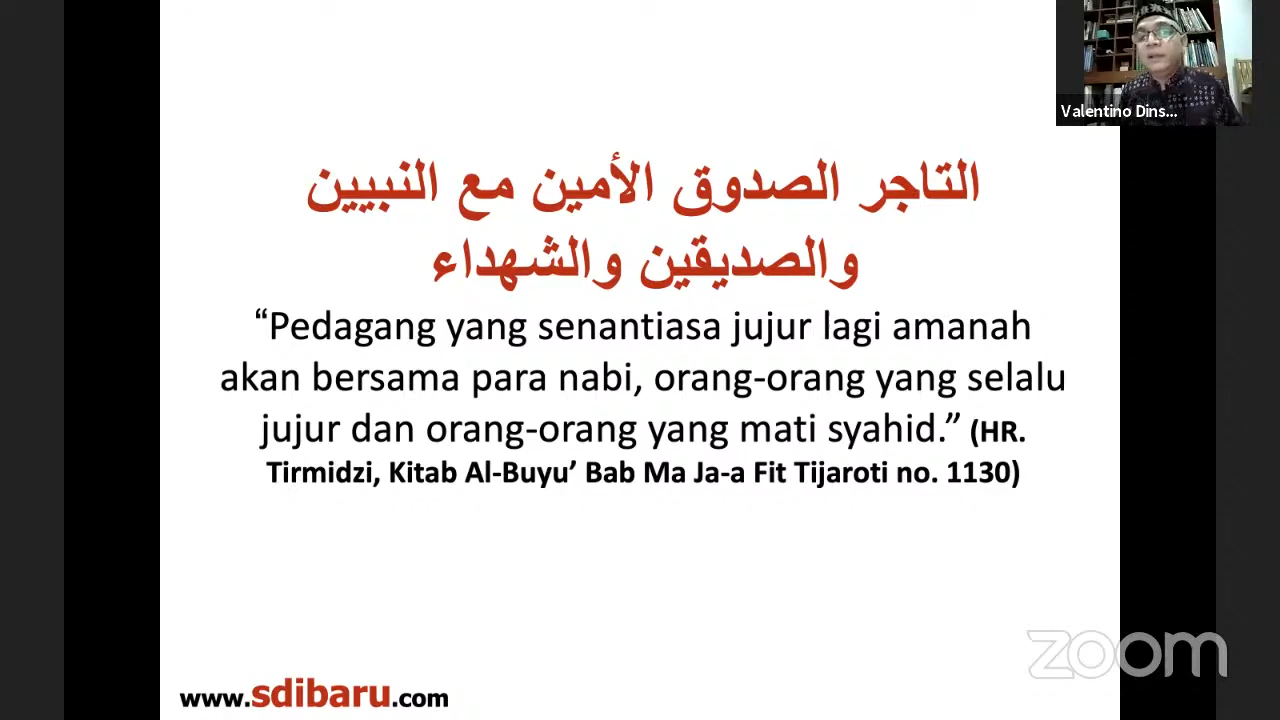 Valentino Dins...
التاجر الصدوق الأمين مع النبيين
والصديقين والشهداء
“Pedagang yang senantiasa jujur lagi amanah
akan bersama para nabi, orang-orang yang selalu
jujur dan orang-orang yang mati syahid.” (HR.
Tirmidzi, Kitab Al-Buyu’ Bab Ma Ja-a Fit Tijaroti no. 1130)
zoom
www.sdibaru.com